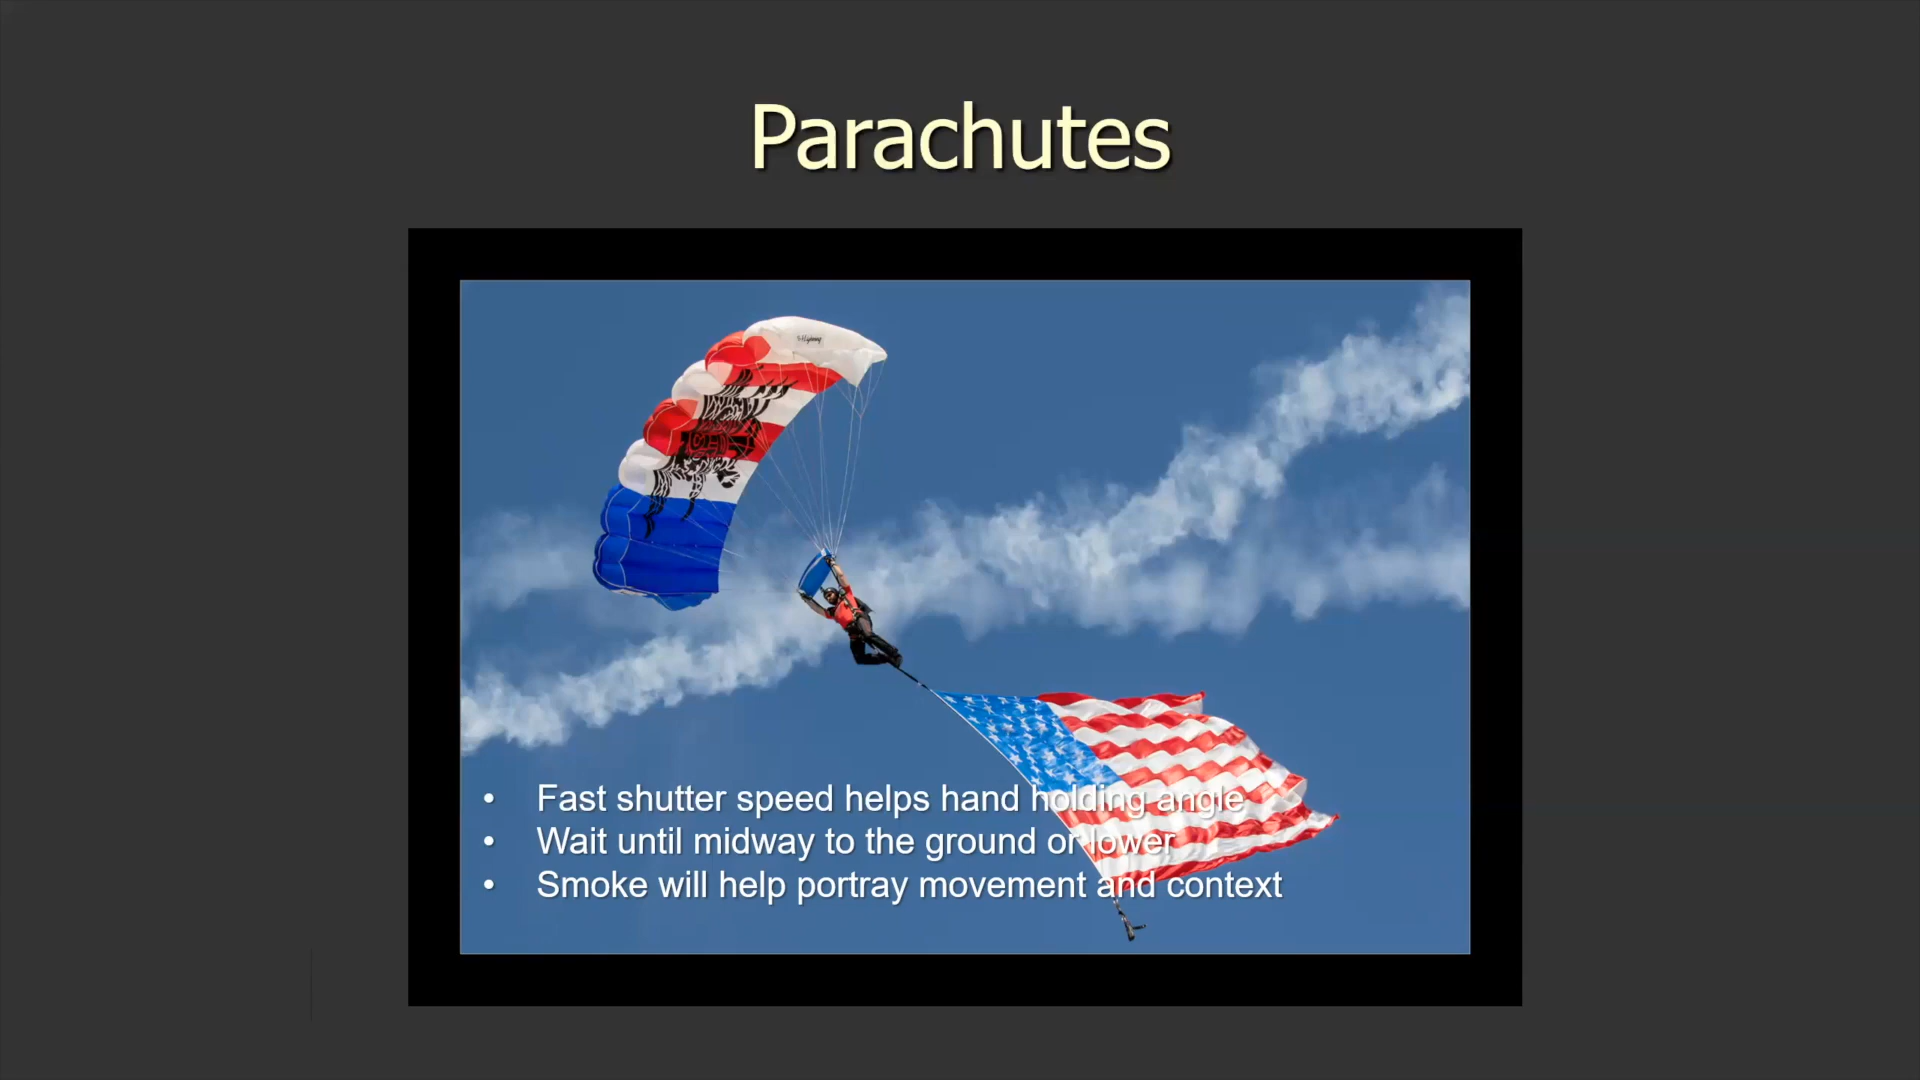 Parachutes
• Fast shutter speed helps hand holding angle
• Wait until midway to the ground or lower
• Smoke will help portray movement and context